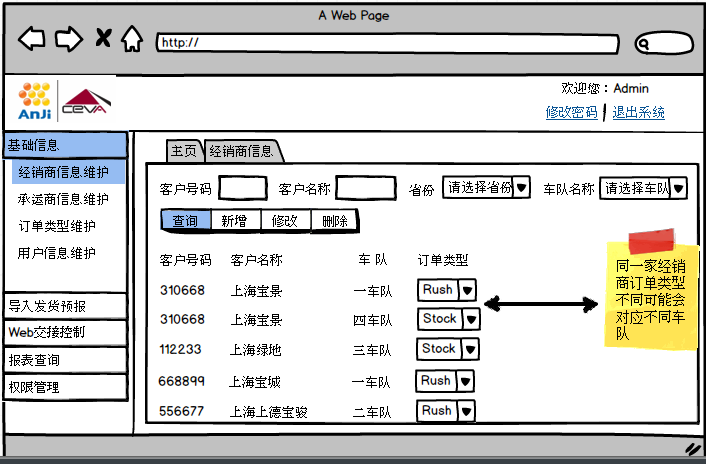 A Web Page
http://
AnJi CEVA
欢迎您：Admin
修改密码 退出系统
基础信息
经销商信息维护
承运商信息维护
订单类型维护
用户信息维护
导入发货预报
Web交接控制
报表查询
权限管理
主页 经销商信息
客户号码 客户名称 省份 请选择省份 车队名称 请选择车队
查询 新增 修改 删除
客户号码 客户名称 车 队 订单类型
310668 上海宝景 一车队 Rush
310668 上海宝景 四车队 Stock
112233 上海绿地 三车队 Stock
668899 上海宝城 一车队 Rush
556677 上海上德宝骏 二车队 Rush
同一家经销
商订单类型
不同可能会
对应不同车
队